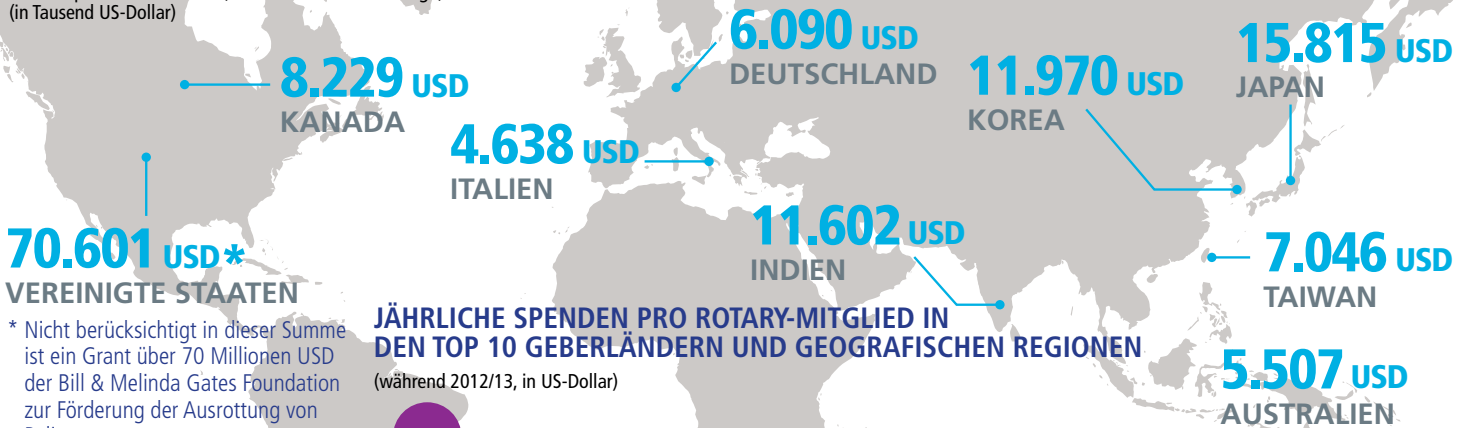 (in Tausend US-Dollar)
8.229 USD
KANADA
6.090 USD
DEUTSCHLAND
11.970 USD
KOREA
15.815 USD
JAPAN
4.638 USD
ITALIEN
70.601 USD*
VEREINIGTE STAATEN
* Nicht berücksichtigt in dieser Summe
ist ein Grant über 70 Millionen USD
der Bill & Melinda Gates Foundation
zur Förderung der Ausrottung von
11.602 USD
INDIEN
7.046 USD
TAIWAN
5.507 USD
AUSTRALIEN
JÄHRLICHE SPENDEN PRO ROTARY-MITGLIED IN
DEN TOP 10 GEBERLÄNDERN UND GEOGRAFISCHEN REGIONEN
(während 2012/13, in US-Dollar)